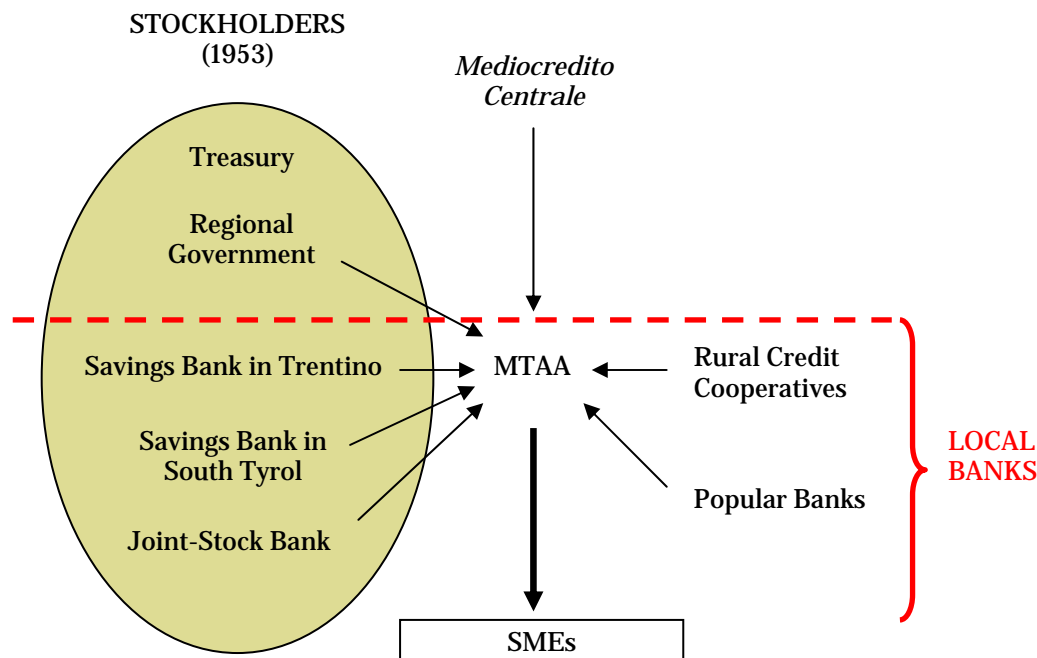 STOCKHOLDERS
(1953)
Mediocredito
Centrale
Treasury
Regional
Government
Savings Bank in Trentino
MTAA
Rural Credit
Cooperatives
Savings Bank in
South Tyrol
LOCAL
BANKS
Popular Banks
Joint-Stock Bank
SMEs